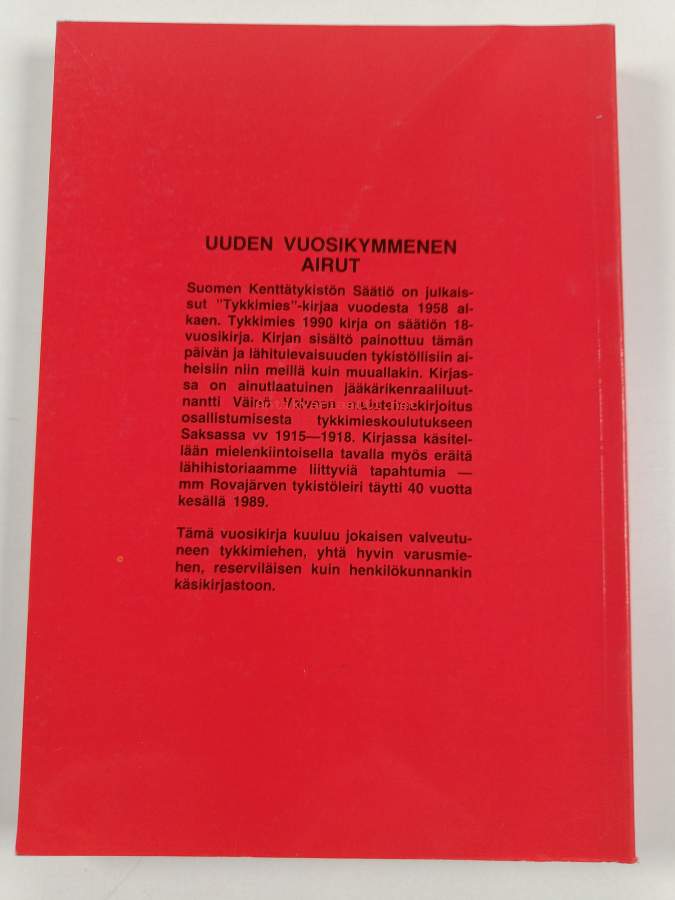 UUDEN VUOSIKYMMENEN
AIRUT
Suomen Kenttätykistön Säätiö on julkais-
sut "Tykkimies"-kirjaa vuodesta 1958 al-
kaen. Tykkimies 1990 kirja on säätiön 18-
vuosikirja. Kirjan sisältö painottuu tämän
päivän ja lähitulevaisuuden tykistöllisiin ai-
heisiin niin meillä kuin muuallakin. Kirjas-
sa on ainutlaatuinen jääkärikenraaliluut-
nantti Väinö
osallistumisesta tykkimieskoulutukseen
Saksassa vv 1915—1918. Kirjassa käsitel-
lään mielenkiintoisella tavalla myös eräitä
lähihistoriaamme liittyviä tapahtumia —
mm Rovajärven tykistöleiri täytti 40 vuotta
kesällä 1989.
Tämä vuosikirja kuuluu jokaisen valveutu-
neen tykkimiehen, yhtä hyvin varusmie-
hen, reserviläisen kuin henkilökunnankin
käsikirjastoon.